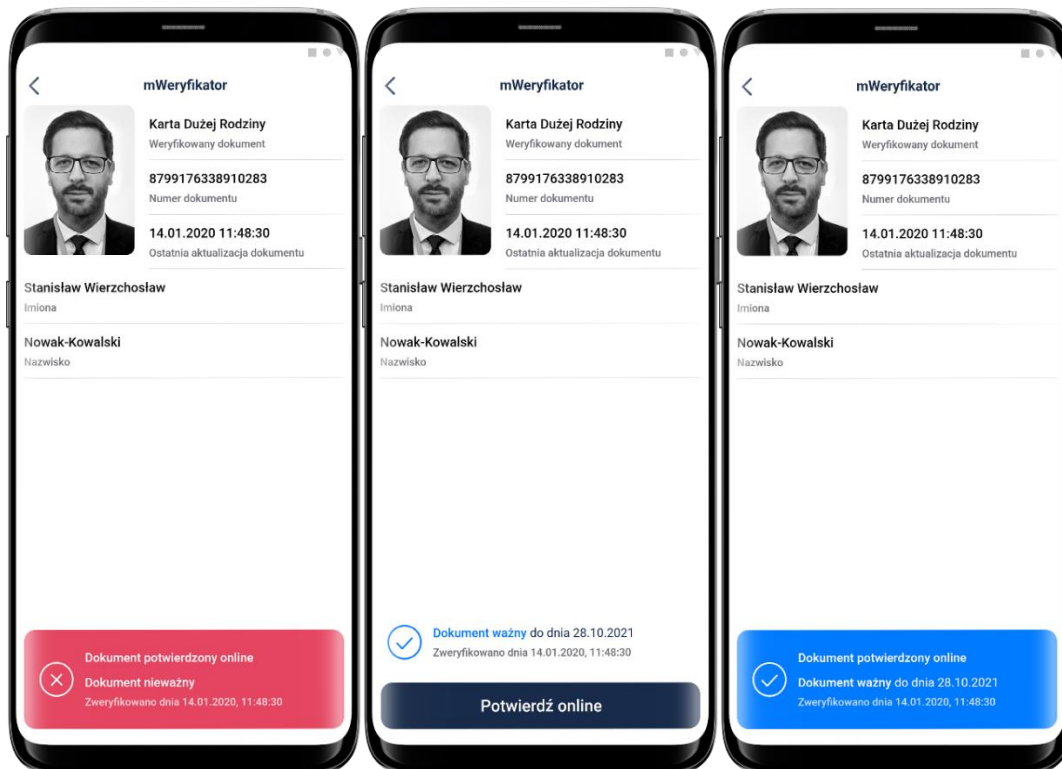 mWeryfikator
Karta Dużej Rodziny
Weryfikowany dokument
8799176338910283
Numer dokumentu
14.01.2020 11:48:30
Ostatnia aktualizacja dokumentu
Stanisław Wierzchosław
Imiona
Nowak-Kowalski
Nazwisko
Dokument potwierdzony online
Dokument nieważny
Zweryfikowano dnia 14.01.2020, 11:48:30
mWeryfikator
Karta Dużej Rodziny
Weryfikowany dokument
8799176338910283
Numer dokumentu
14.01.2020 11:48:30
Ostatnia aktualizacja dokumentu
Stanisław Wierzchosław
Imiona
Nowak-Kowalski
Nazwisko
Dokument ważny do dnia 28.10.2021
Zweryfikowano dnia 14.01.2020, 11:48:30
Potwierdź online
mWeryfikator
Karta Dużej Rodziny
Weryfikowany dokument
8799176338910283
Numer dokumentu
14.01.2020 11:48:30
Ostatnia aktualizacja dokumentu
Stanisław Wierzchosław
Imiona
Nowak-Kowalski
Nazwisko
Dokument potwierdzony online
Dokument ważny do dnia 28.10.2021
Zweryfikowano dnia 14.01.2020, 11:48:30